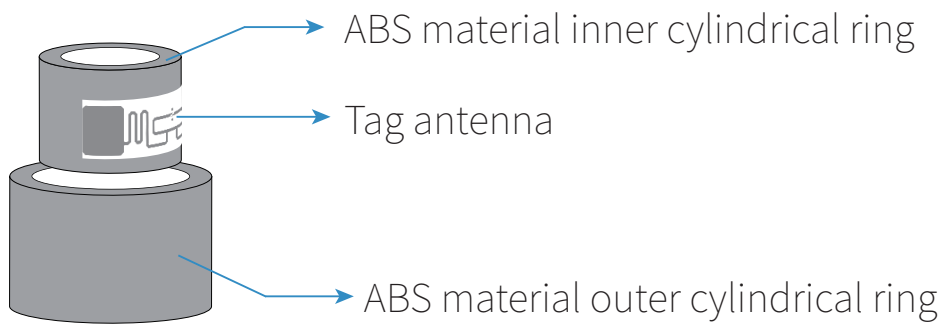 ABS material inner cylindrical ring
Tag antenna
ABS material outer cylindrical ring